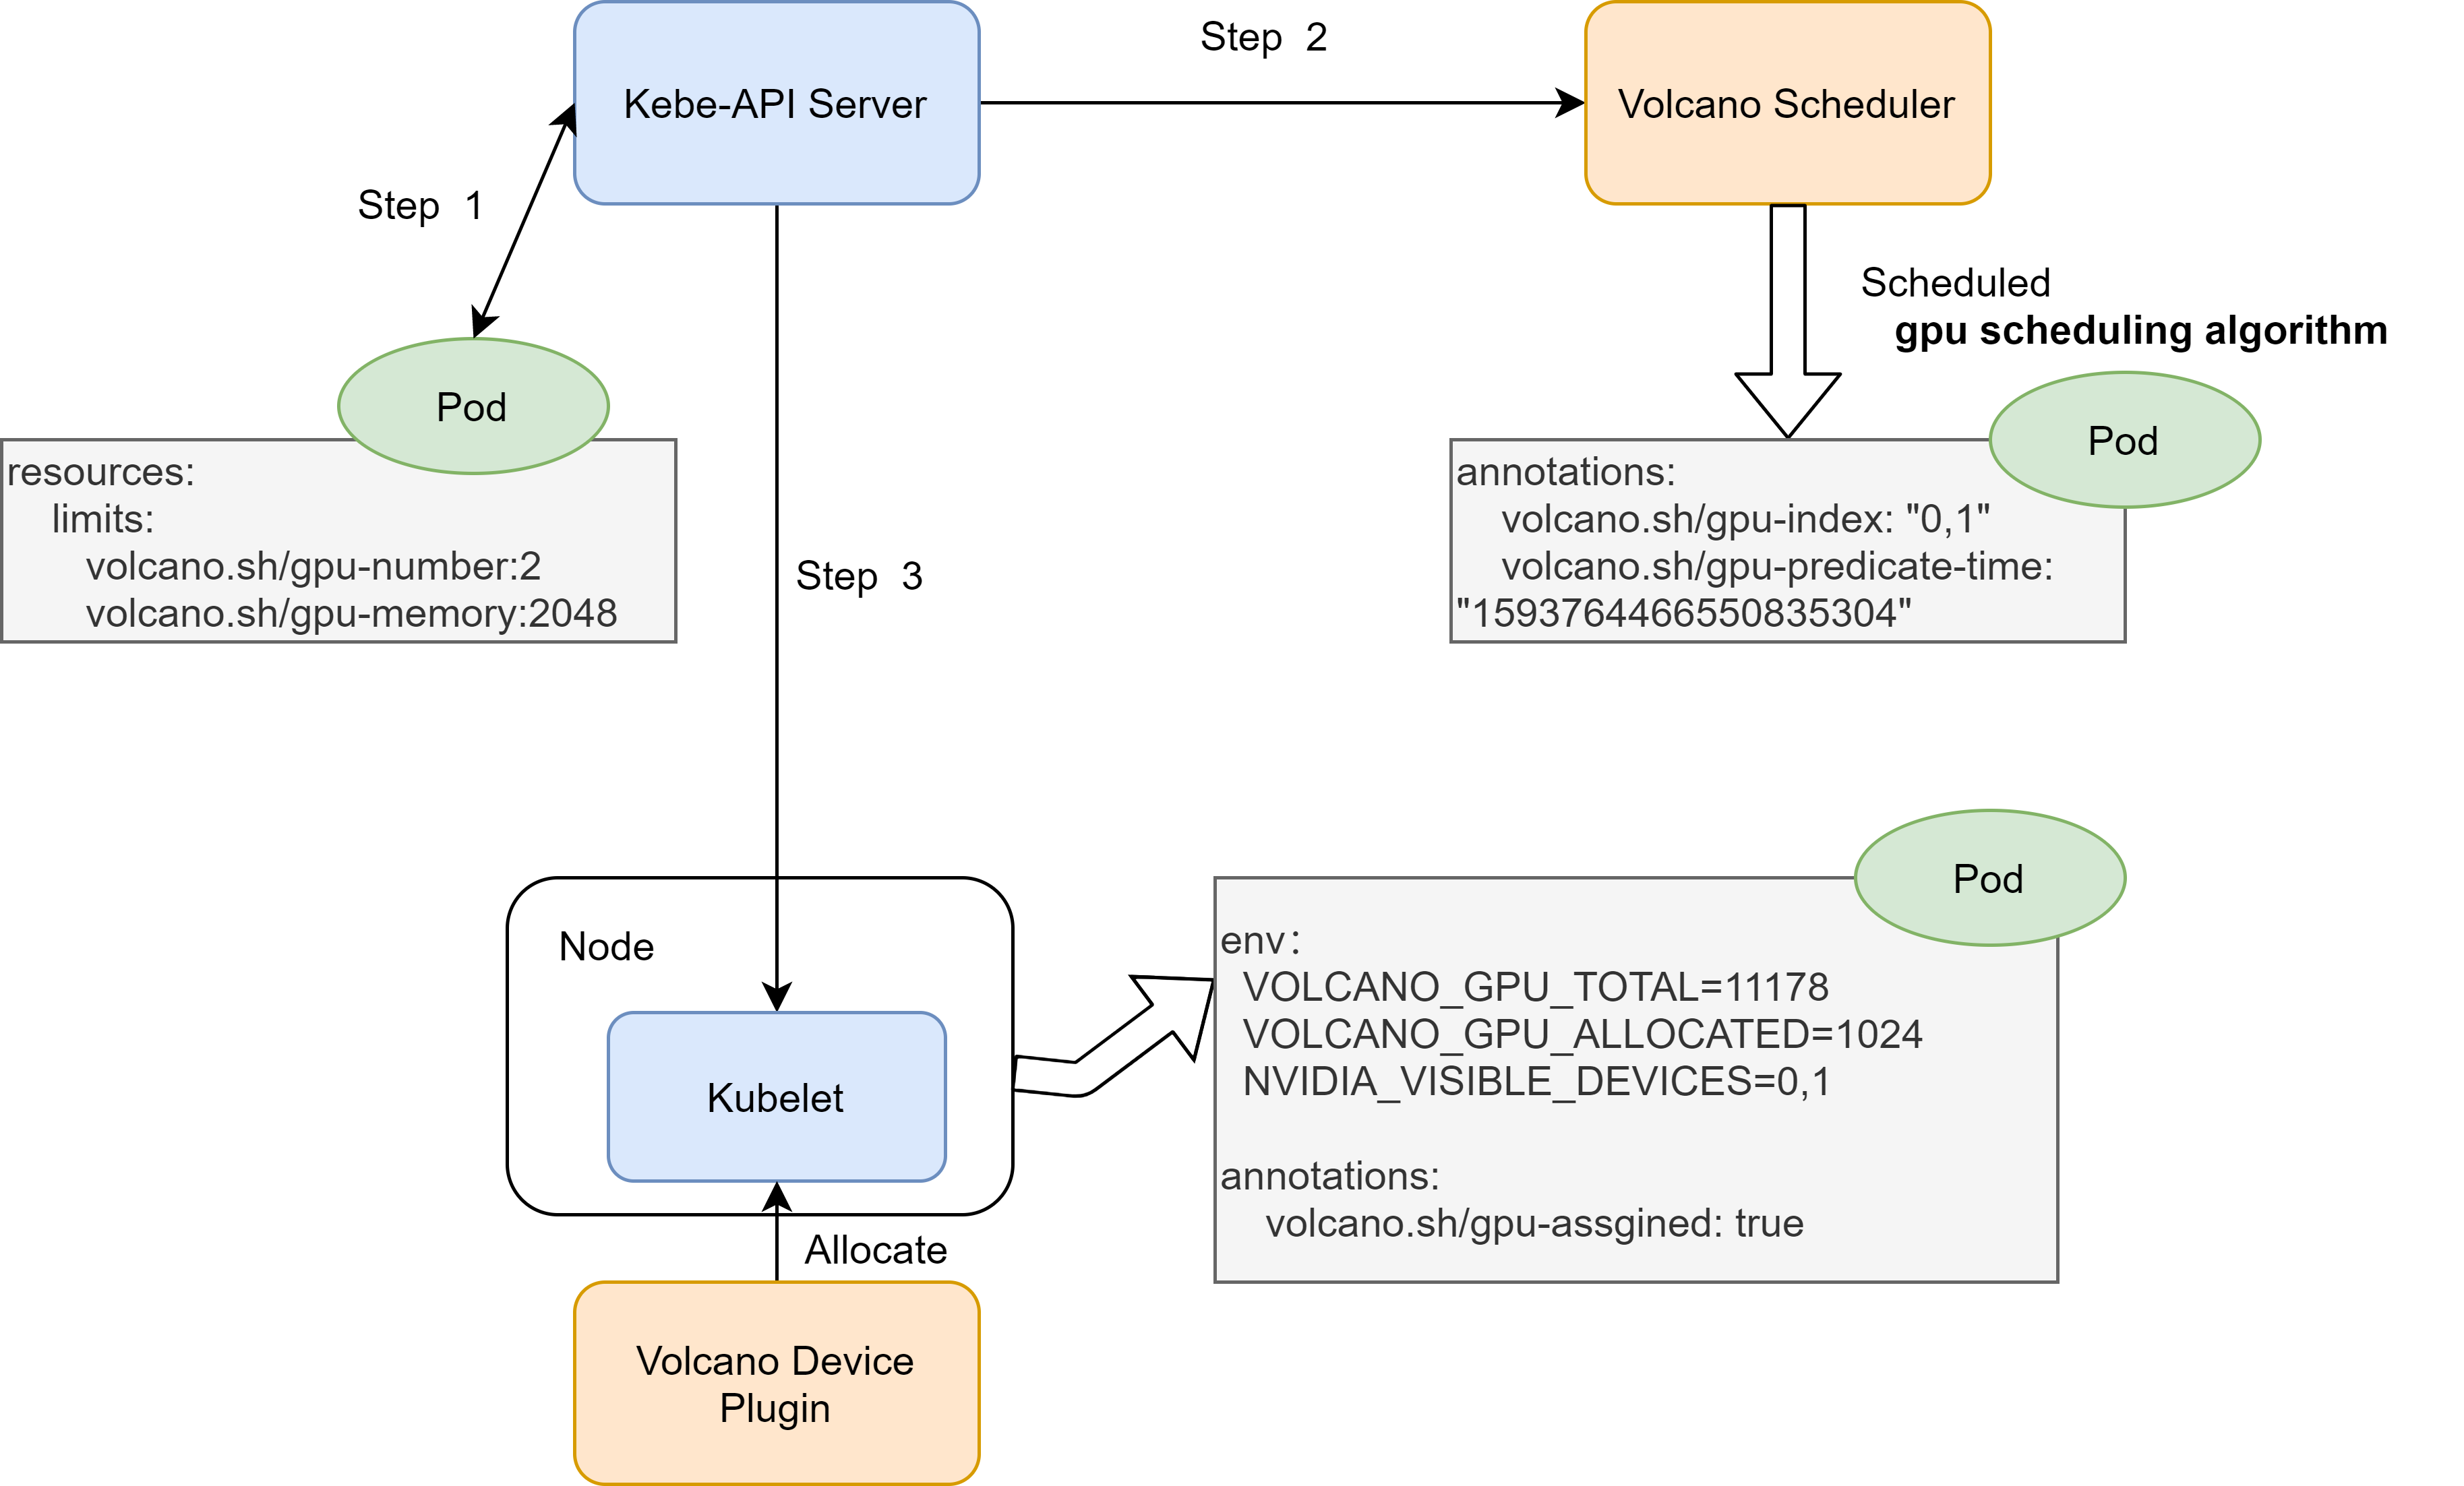 Kebe-API Server
Step  2
Volcano Scheduler
Step  1
Scheduled
gpu scheduling algorithm
Pod
resources:
limits:
volcano.sh/gpu-number:2
volcano.sh/gpu-memory:2048
Pod
annotations:
volcano.sh/gpu-index: "0,1"
volcano.sh/gpu-predicate-time:
"1593764466550835304"
Step  3
Node
Kubelet
Pod
env:
VOLCANO_GPU_TOTAL=11178
VOLCANO_GPU_ALLOCATED=1024
NVIDIA_VISIBLE_DEVICES=0,1
annotations:
volcano.sh/gpu-assgined: true
Allocate
Volcano Device
Plugin